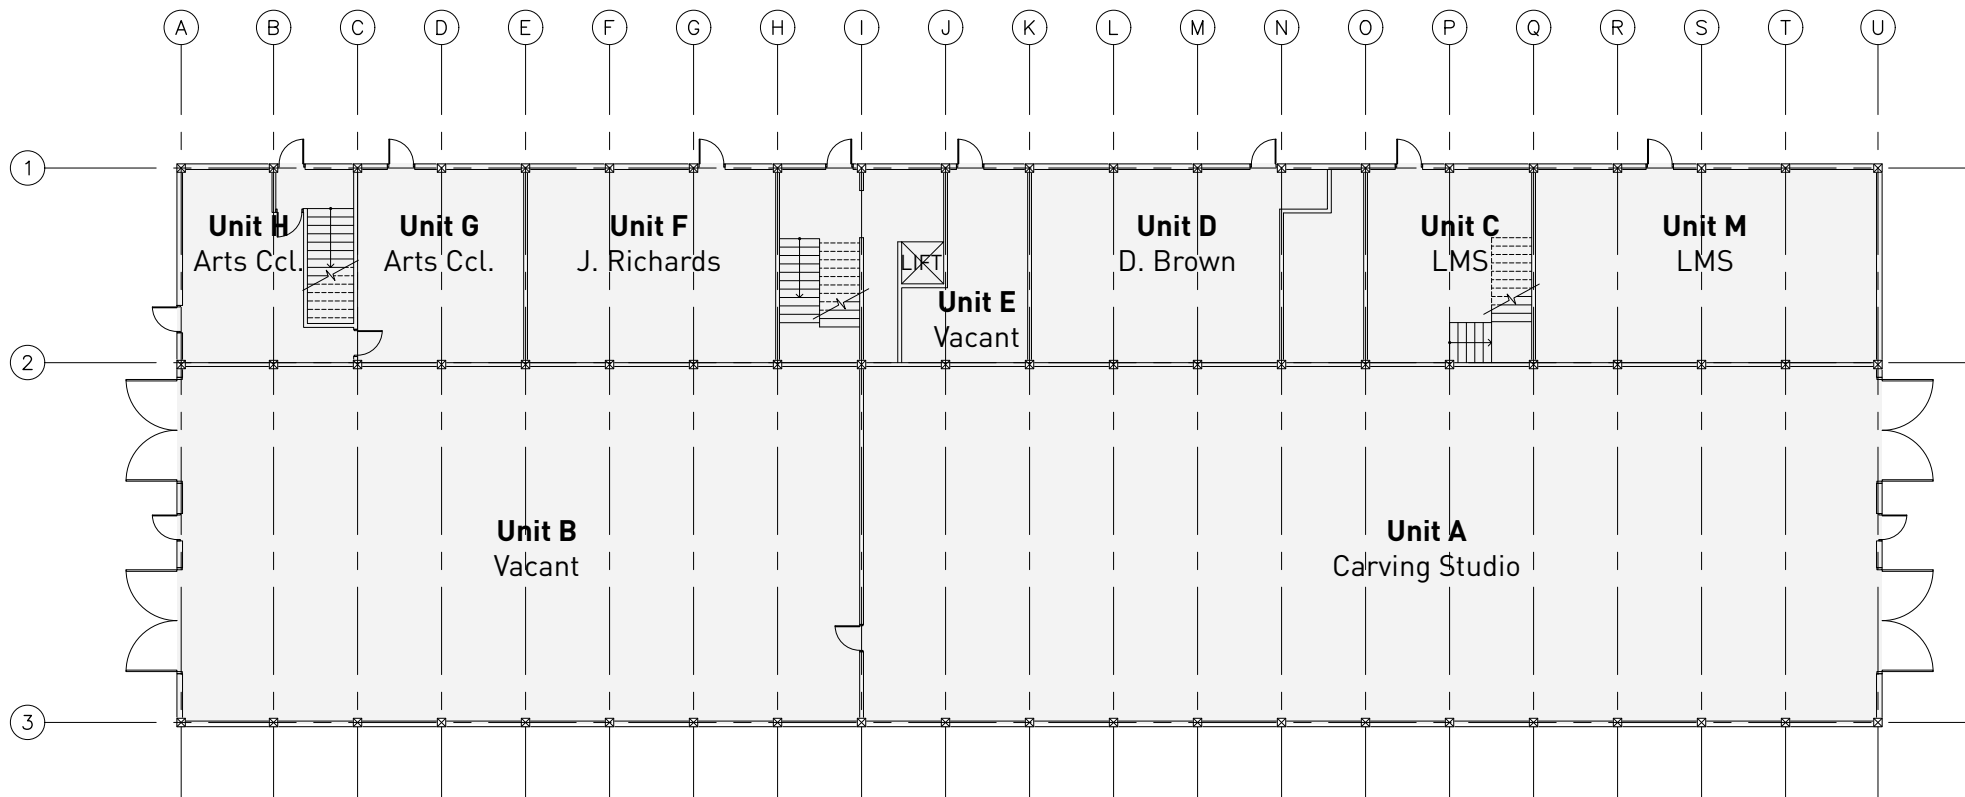 A B C D E F G H I J K L M N O P Q R S T U
1
Unit H
Arts Ccl.
Unit G
Arts Ccl.
Unit F
J. Richards
LIFT
Unit E
Vacant
Unit D
D. Brown
Unit C
LMS
Unit M
LMS
2
Unit B
Vacant
Unit A
Carving Studio
3